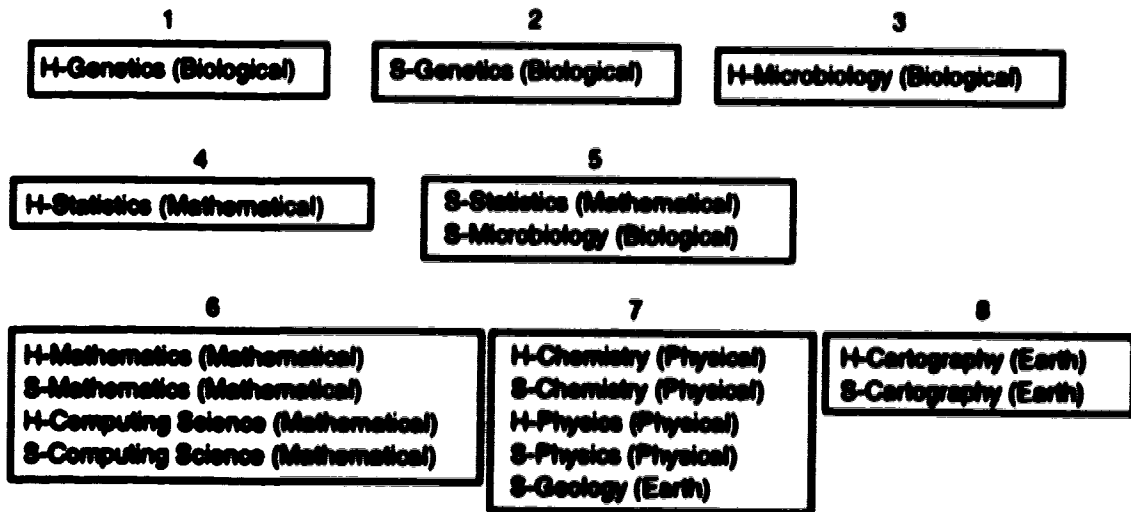 1 2 3
H-Genetics (Biological) S-Genetics (Biological) H-Microbiology (Biological)
4 5
H-Statistics (Mathematical) S-Statistics (Mathematical)
S-Microbiology (Biological)
6 7 8
H-Mathematics (Mathematical) H-Chemistry (Physical) H-Cartography (Earth)
S-Mathematics (Mathematical) S-Chemistry (Physical) S-Cartography (Earth)
H-Computing Science (Mathematical) H-Physics (Physical)
S-Computing Science (Mathematical) S-Physics (Physical)
S-Geology (Earth)